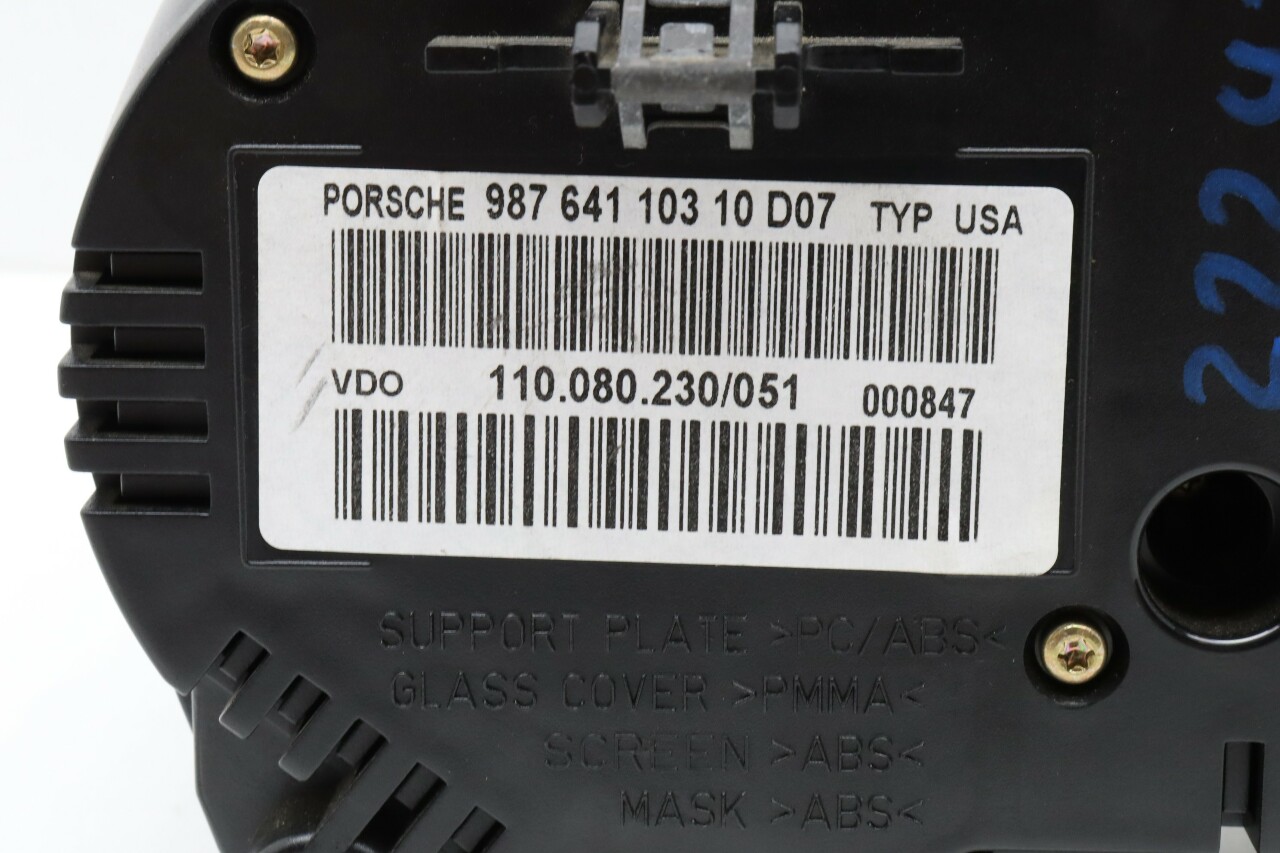 PORSCHE 987 641 103 10 D07 TYP USA
VDO 110.080.230/051 000847
SUPPORT PLATE >PC/ABS<
GLASS COVER >PMMA<
SCREEN >ABS<
MASK >ABS<